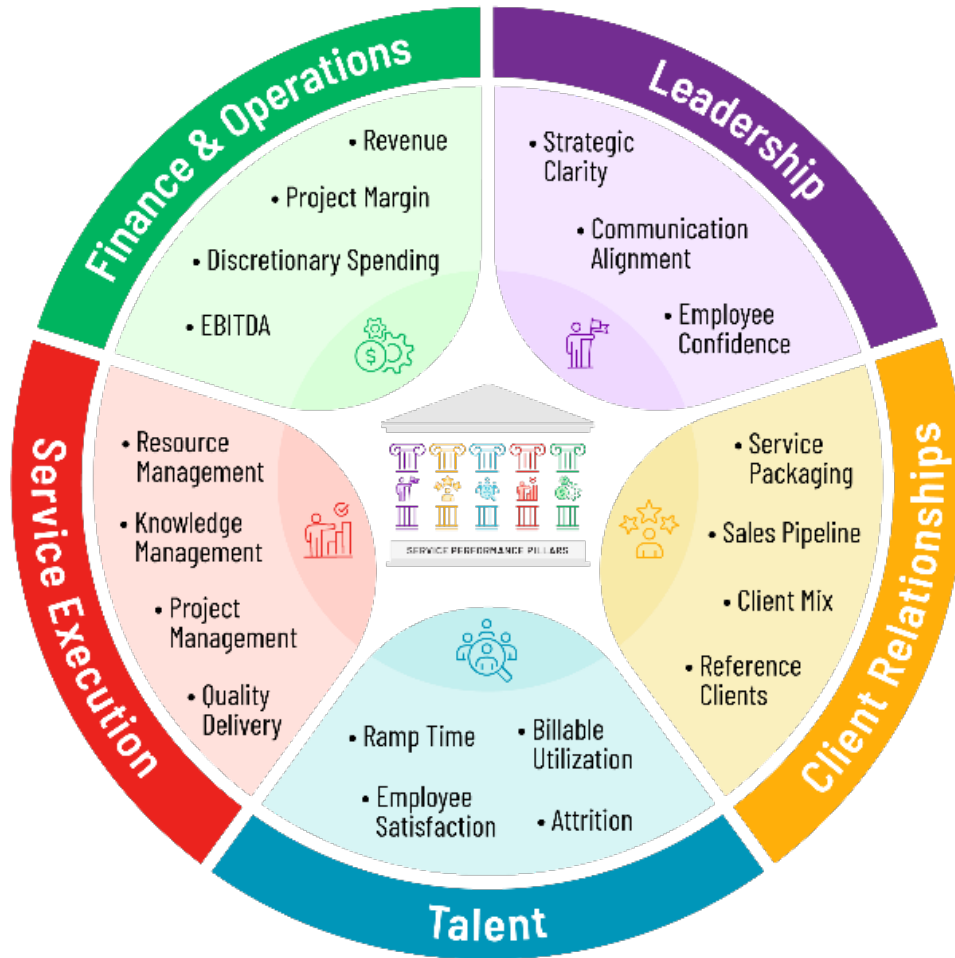 Finance & Operations
• Revenue
• Project Margin
• Discretionary Spending
• EBITDA
Leadership
• Strategic
Clarity
• Communication
Alignment
• Employee
Confidence
Client Relationships
• Service
Packaging
• Sales Pipeline
• Client Mix
• Reference
Clients
Talent
• Ramp Time
• Billable
Utilization
• Employee
Satisfaction
• Attrition
Service Execution
• Resource
Management
• Knowledge
Management
• Project
Management
• Quality
Delivery
$
SERVICE PERFORMANCE PILLARS